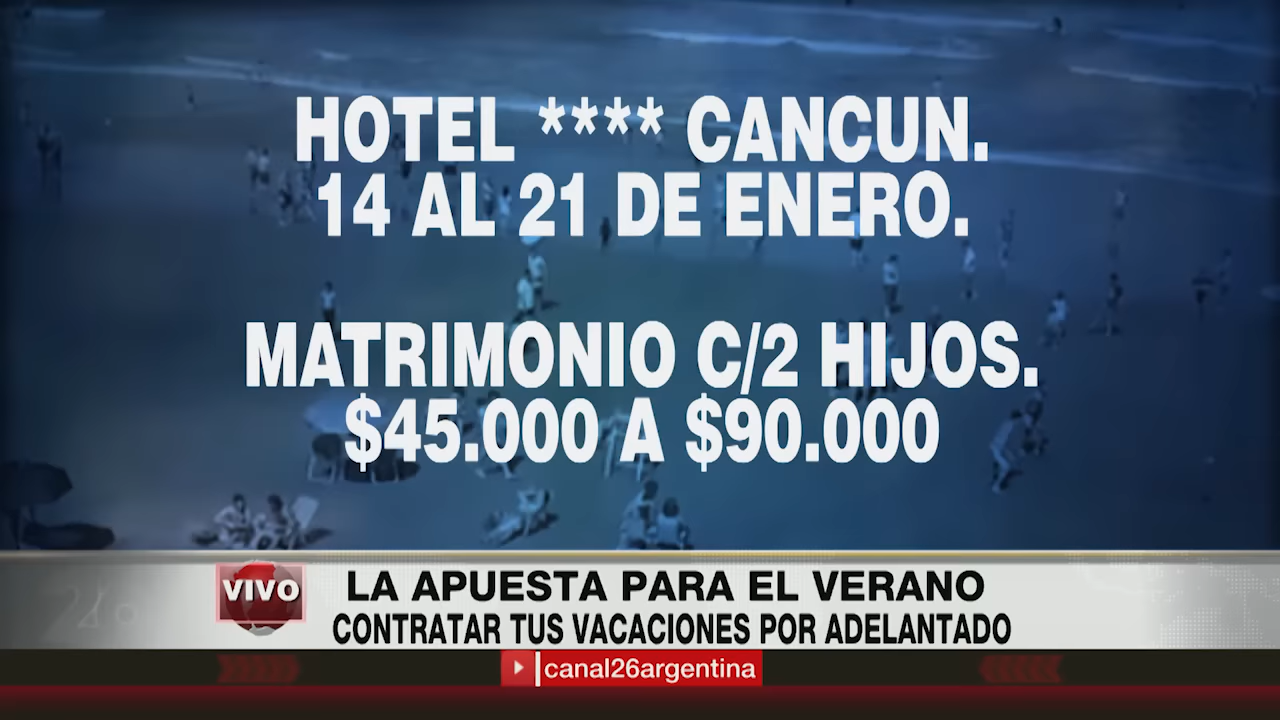 HOTEL **** CANCUN.
14 AL 21 DE ENERO.
MATRIMONIO C/2 HIJOS.
$45.000 A $90.000
VIVO
LA APUESTA PARA EL VERANO
CONTRATAR TUS VACACIONES POR ADELANTADO
canal26argentina